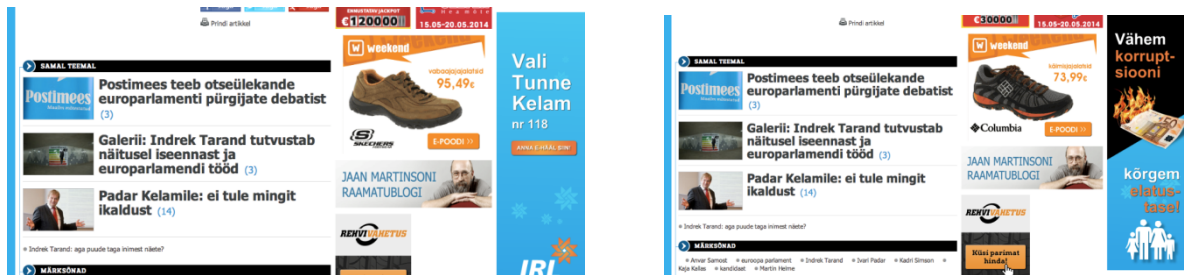 ENNUSTATAV JACKPOT
€120000
15.05-20.05.2014
Prindi artikkel
SAMAL TEEMAL
Postimees
Postimees teeb otseülekande
europarlamenti pürgijate debatist
(3)
Galerii: Indrek Tarand tutvustab
näitusel iseennast ja
europarlamendi tööd (3)
Padar Kelamile: ei tule mingit
ikaldust (14)
Indrek Tarand: aga puude taga inimest näete?
MÄRKSÕNAD
W weekend
vabaajajalatsid
95,49€
SKECHERS
E-POODI >>
JAAN MARTINSONI
RAAMATUBLOGI
REHVIVAHETUS
Vali
Tunne
Kelam
nr 118
ANNA E-HÄÄL SIIN!
IRL
Prindi artikkel
€30000
15.05-20.05.2014
SAMAL TEEMAL
Postimees
Postimees teeb otseülekande
europarlamenti pürgijate debatist
(3)
Galerii: Indrek Tarand tutvustab
näitusel iseennast ja
europarlamendi tööd (3)
Padar Kelamile: ei tule mingit
ikaldust (14)
Indrek Tarand: aga puude taga inimest näete?
MÄRKSÕNAD
Anvar Samost euroopa parlament Indrek Tarand Ivari Padar Kadri Simson
Kaja Kallas kandidaat Martin Helme
W weekend
käimisjalatsid
73,99€
Columbia
E-POODI >>
JAAN MARTINSONI
RAAMATUBLOGI
REHVIVAHETUS
Küsi parimat
hinda!
Vähem
korrupt-
siooni
kõrgem
elatus-
tase!